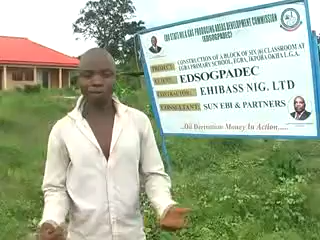 EDO STATE OIL & GAS PRODUCING AREAS DEVELOPMENT COMMISSION
(EDSOGPADEC)
PROJECT: CONSTRUCTION OF A BLOCK OF SIX (6) CLASSROOM AT
EGBA PRIMARY SCHOOL, EGBA, IKPOBA OKHA L.G.A.
CLIENT: EDSOGPADEC
CONTRACTOR: EHIBASS NIG. LTD
CONSULTANT: SUN EBI & PARTNERS
...Oil Derivation Money In Action.....